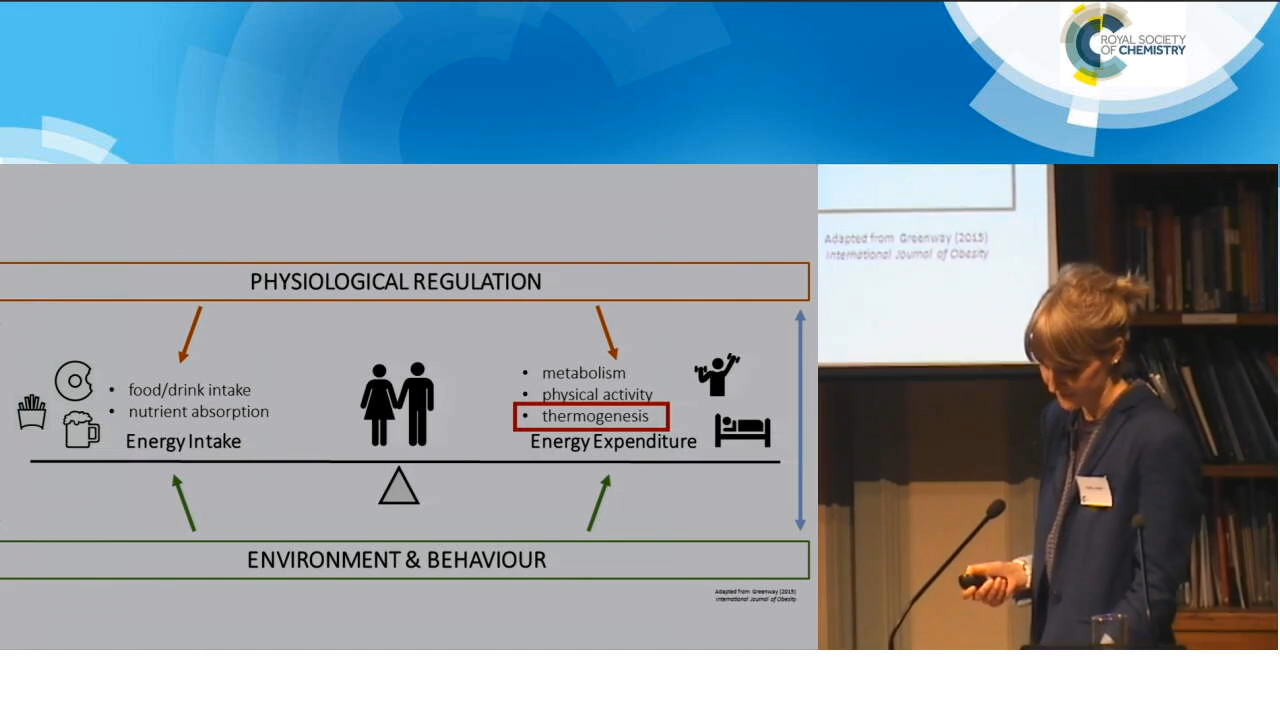 ROYAL SOCIETY
OF CHEMISTRY
PHYSIOLOGICAL REGULATION
• food/drink intake
• nutrient absorption
Energy Intake
• metabolism
• physical activity
• thermogenesis
Energy Expenditure
ENVIRONMENT & BEHAVIOUR
Adapted from Greenway (2015)
International Journal of Obesity
Adapted from Greenway (2015)
International Journal of Obesity